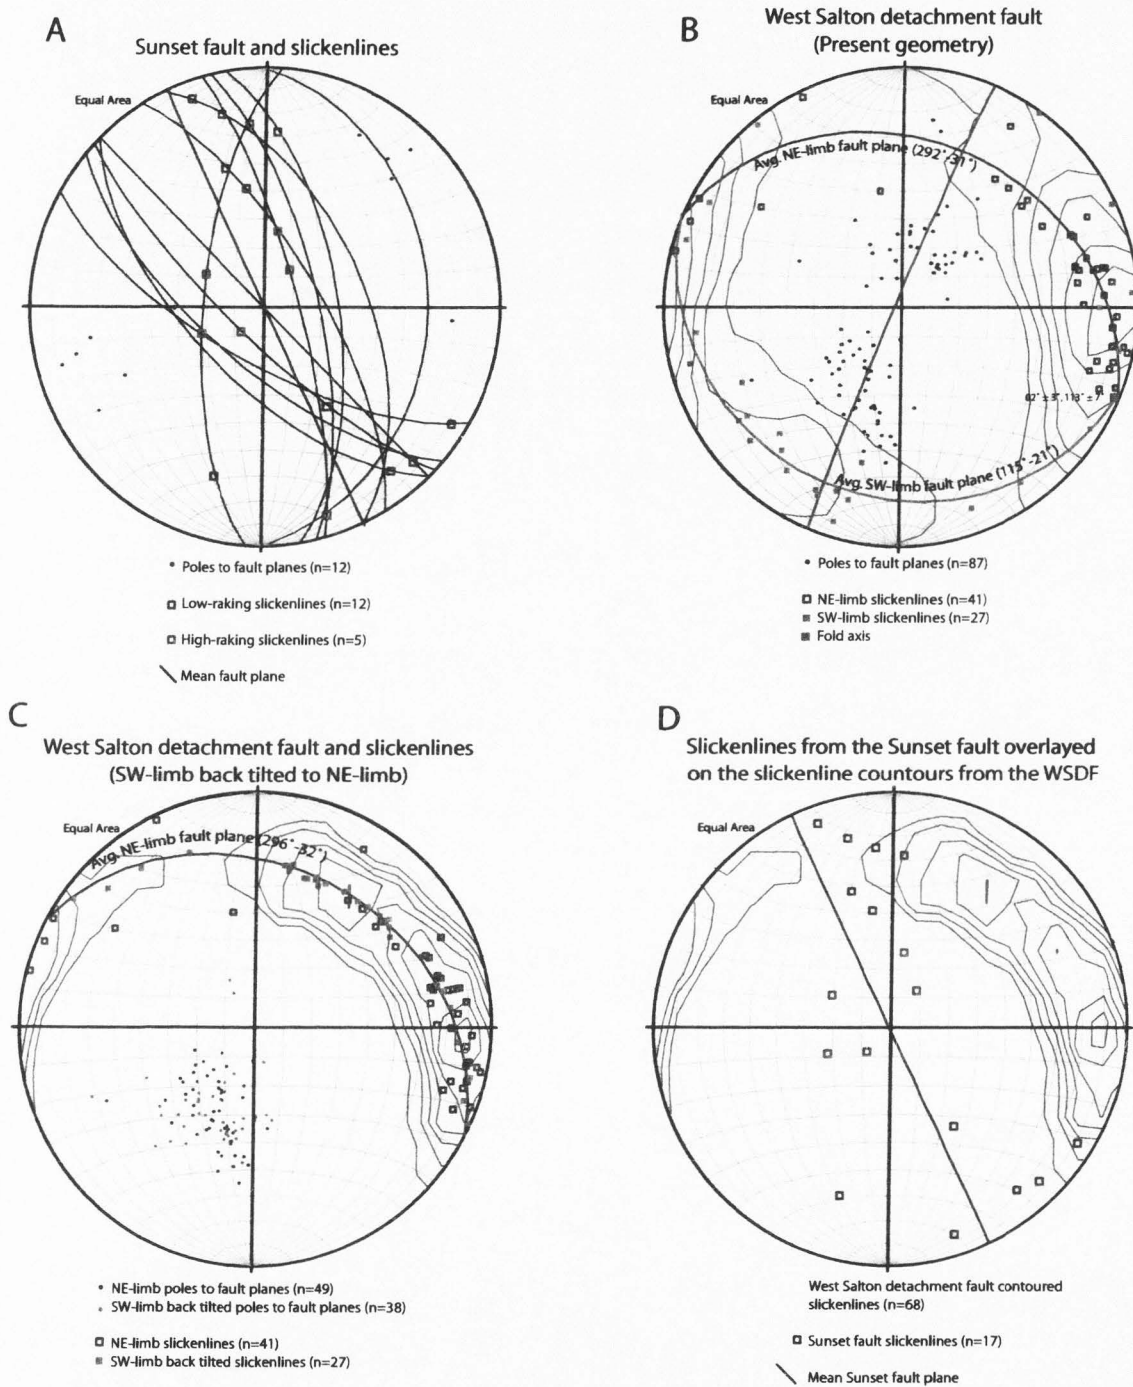 A
Sunset fault and slickenlines
Equal Area
• Poles to fault planes (n=12)
Low-raking slickenlines (n=12)
High-raking slickenlines (n=5)
Mean fault plane
B
West Salton detachment fault
(Present geometry)
Equal Area
Avg. NE-limb fault plane (292°-31°)
02° ± 3°, 113° ± 7°
Avg. SW-limb fault plane (115°-21°)
• Poles to fault planes (n=87)
NE-limb slickenlines (n=41)
SW-limb slickenlines (n=27)
Fold axis
C
West Salton detachment fault and slickenlines
(SW-limb back tilted to NE-limb)
Equal Area
Avg. NE-limb fault plane (296°-32°)
• NE-limb poles to fault planes (n=49)
• SW-limb back tilted poles to fault planes (n=38)
NE-limb slickenlines (n=41)
SW-limb back tilted slickenlines (n=27)
D
Slickenlines from the Sunset fault overlayed
on the slickenline countours from the WSDF
Equal Area
West Salton detachment fault contoured
slickenlines (n=68)
Sunset fault slickenlines (n=17)
Mean Sunset fault plane